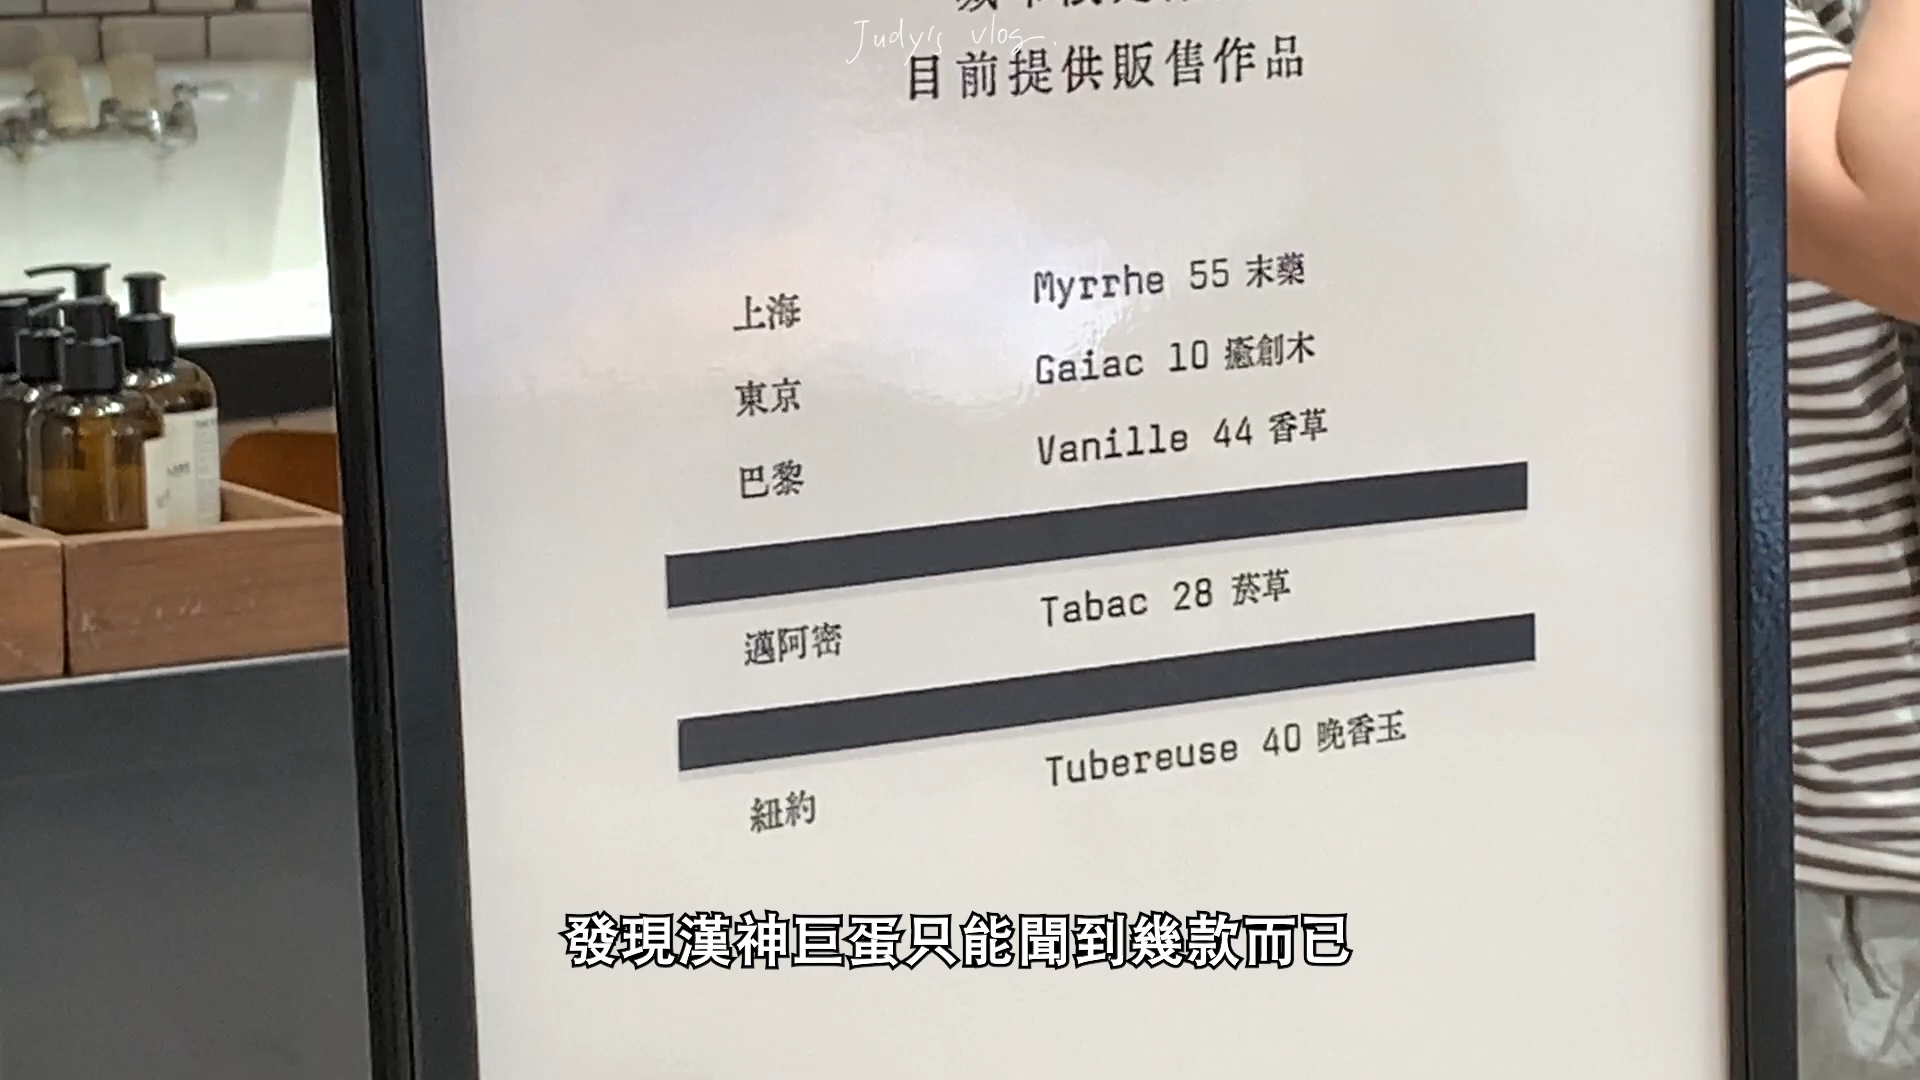 Judy's vlog.
目前提供販售作品
上海 Myrrhe 55 末藥
東京 Gaiac 10 癒創木
巴黎 Vanille 44 香草
邁阿密 Tabac 28 菸草
紐約 Tubereuse 40 晚香玉
發現漢神巨蛋只能聞到幾款而已